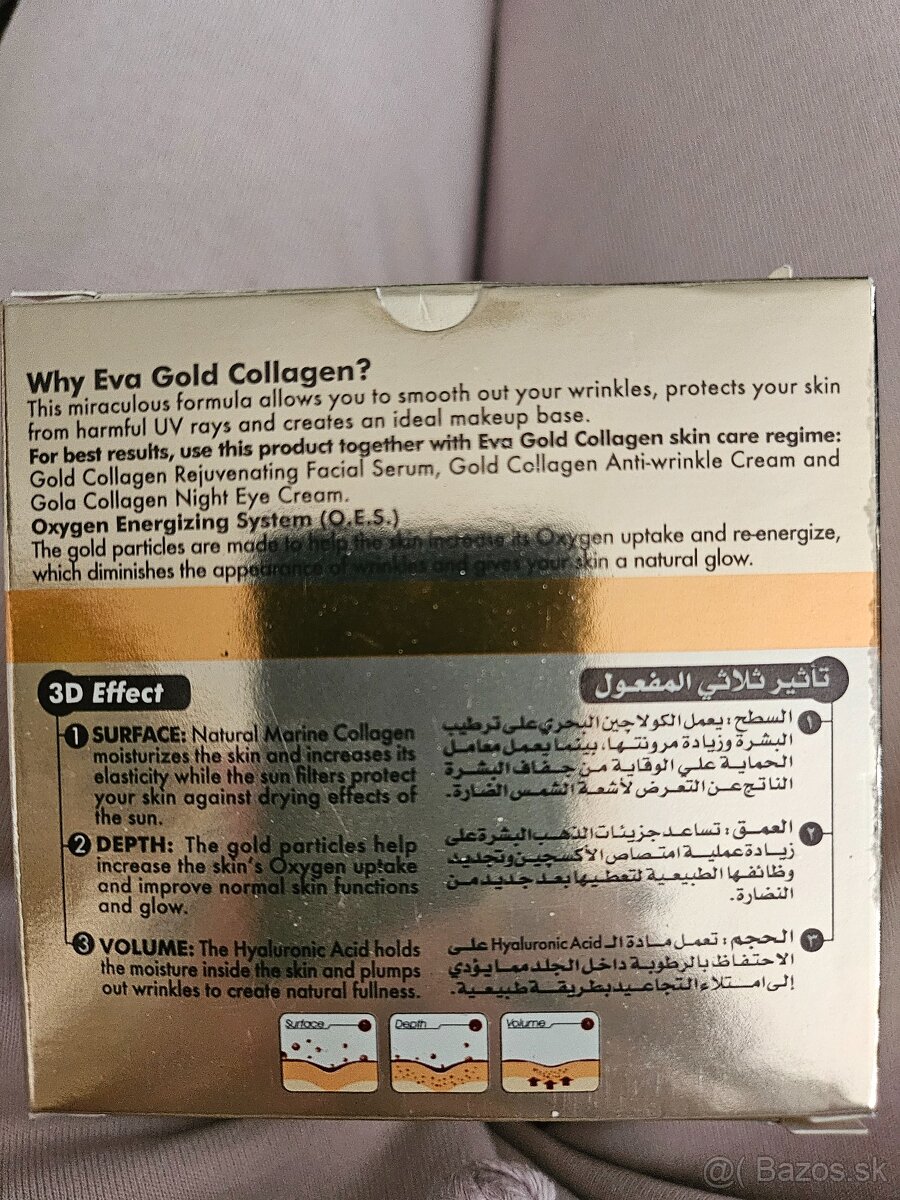 Why Eva Gold Collagen?
This miraculous formula allows you to smooth out your wrinkles, protects your skin
from harmful UV rays and creates an ideal makeup base.
For best results, use this product together with Eva Gold Collagen skin care regime:
Gold Collagen Rejuvenating Facial Serum, Gold Collagen Anti-wrinkle Cream and
Gola Collagen Night Eye Cream.
Oxygen Energizing System (O.E.S.)
The gold particles are made to help the skin increase its Oxygen uptake and re-energize,
which diminishes the appearance of wrinkles and gives your skin a natural glow.
3D Effect
1 SURFACE: Natural Marine Collagen
moisturizes the skin and increases its
elasticity while the sun filters protect
your skin against drying effects of
the sun.
2 DEPTH: The gold particles help
increase the skin's Oxygen uptake
and improve normal skin functions
and glow.
3 VOLUME: The Hyaluronic Acid holds
the moisture inside the skin and plumps
out wrinkles to create natural fullness.
تأثير ثلاثي المفعول
١ السطح: يعمل الكولاجين البحري على ترطيب
البشرة وزيادة مرونتها، بينما يعمل معامل
الحماية علي الوقاية من جفاف البشرة
الناتج عن التعرض لأشعة الشمس الضارة.
٢ العمق: تساعد جزيئات الذهب البشرة على
زيادة عملية امتصاص الأكسجين وتجديد
وظائفها الطبيعية لتعطيها بعد جديد من
النضارة.
٣ الحجم: تعمل مادة الـ Hyaluronic Acid على
الاحتفاظ بالرطوبة داخل الجلد مما يؤدي
إلى امتلاء التجاعيد بطريقة طبيعية.
Surface
Depth
Volume
@( Bazos.sk